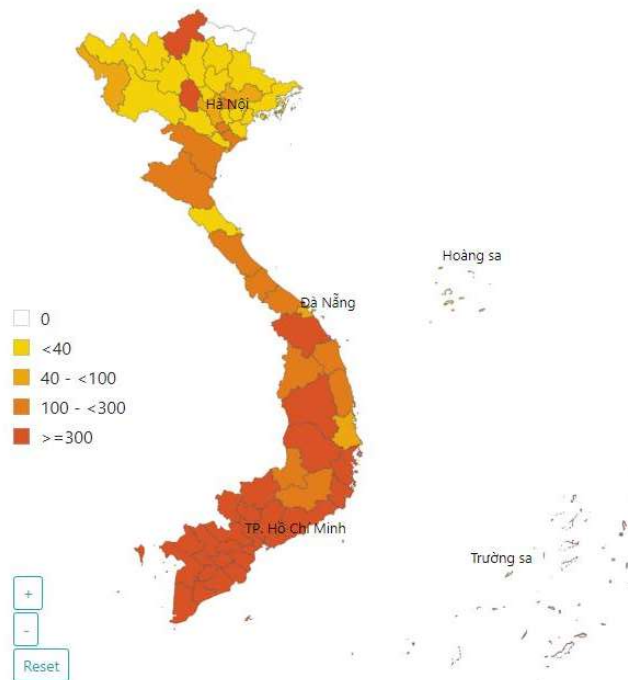 Hà Nội
Hoàng sa
Đà Nẵng
0
<40
40 - <100
100 - <300
>=300
TP. Hồ Chí Minh
Trường sa
+
-
Reset